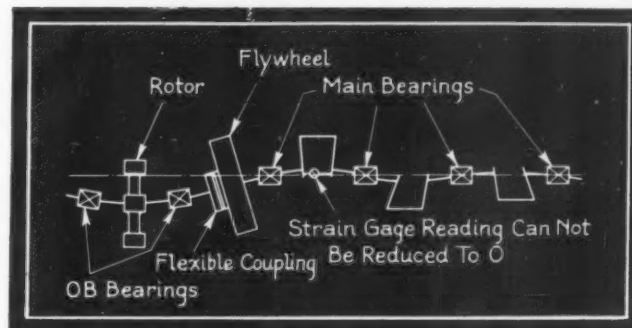 Flywheel
Rotor
Main Bearings
Strain Gage Reading Can Not
Be Reduced To 0
Flexible Coupling
OB Bearings